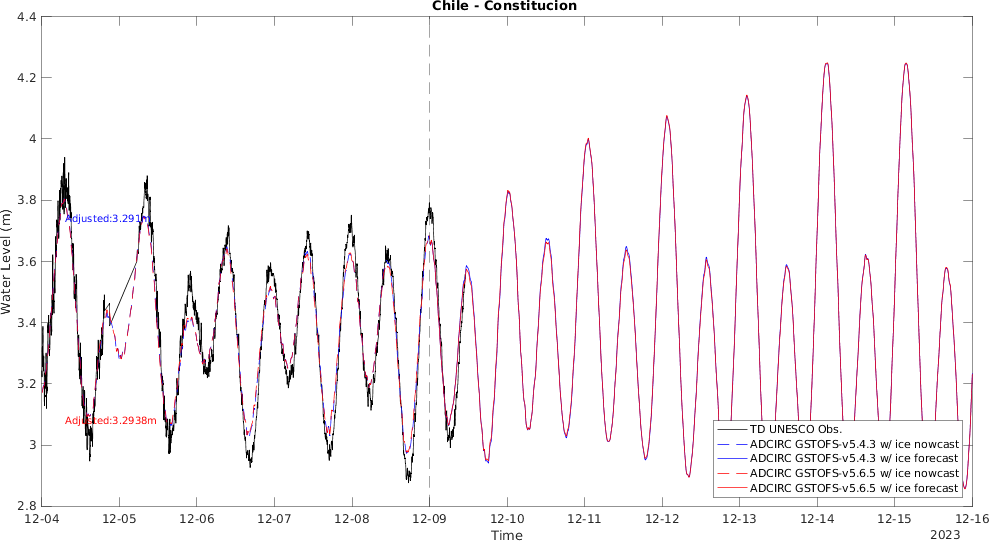 Chile - Constitucion
4.4
4.2
4
3.8
3.6
3.4
3.2
3
2.8
Water Level (m)
Adjusted:3.291m
Adjusted:3.2938m
TD UNESCO Obs.
ADCIRC GSTOFS-v5.4.3 w/ ice nowcast
ADCIRC GSTOFS-v5.4.3 w/ ice forecast
ADCIRC GSTOFS-v5.6.5 w/ ice nowcast
ADCIRC GSTOFS-v5.6.5 w/ ice forecast
12-04 12-05 12-06 12-07 12-08 12-09 12-10 12-11 12-12 12-13 12-14 12-15 12-16
Time
2023